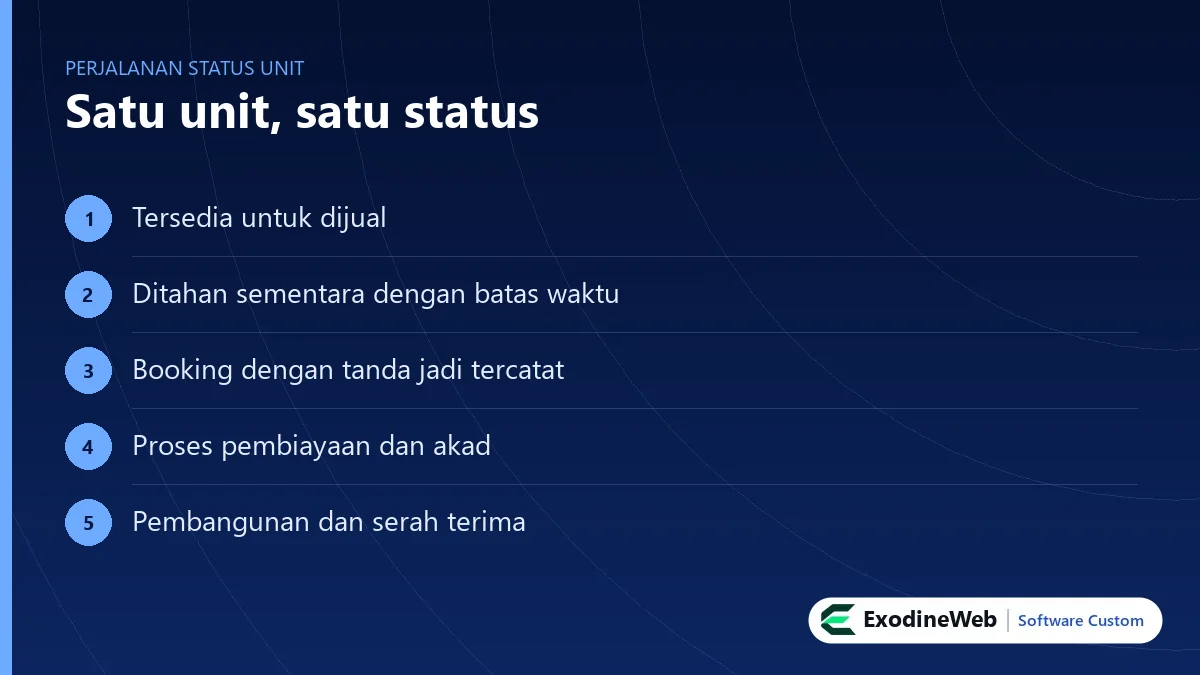 PERJALANAN STATUS UNIT
Satu unit, satu status
1 Tersedia untuk dijual
2 Ditahan sementara dengan batas waktu
3 Booking dengan tanda jadi tercatat
4 Proses pembiayaan dan akad
5 Pembangunan dan serah terima
ExodineWeb Software Custom